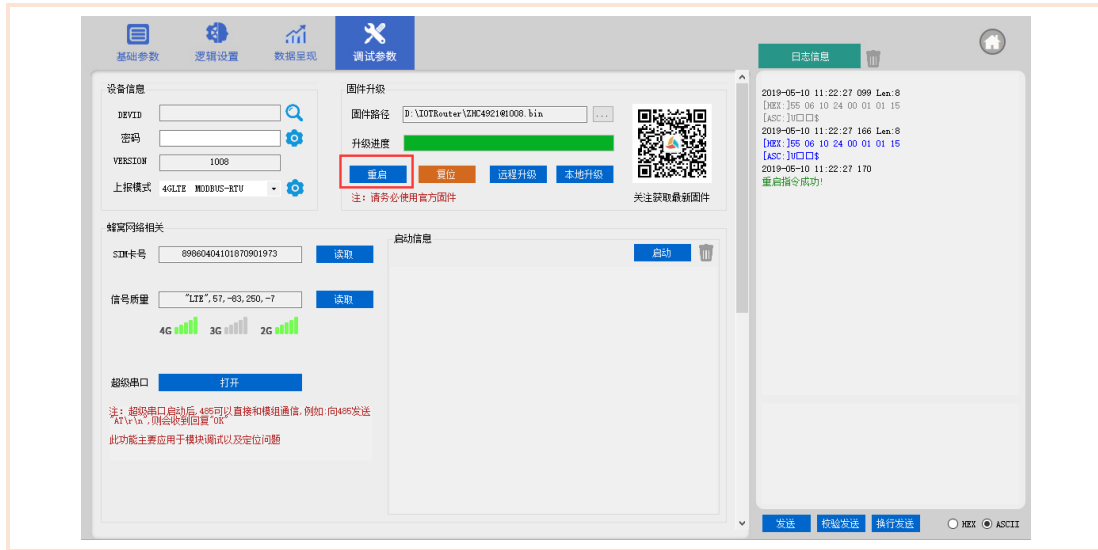 基础参数
逻辑设置
数据呈现
调试参数
日志信息
设备信息
DEVID
密码
VERSION
1008
上报模式
4GLTE MODBUS-RTU
固件升级
固件路径
D:\IOTRouter\ZHC4921@1008.bin
...
升级进度
重启
复位
远程升级
本地升级
注: 请务必使用官方固件
关注获取最新固件
蜂窝网络相关
SIM卡号
89860404101870901973
读取
信号质量
"LTE",57,-83,250,-7
读取
4G
3G
2G
超级串口
打开
注: 超级串口启动后,485可以直接和模组通信,例如:向485发送
"AT\r\n",则会收到回复"OK"
此功能主要应用于模块调试以及定位问题
启动信息
启动
2019-05-10 11:22:27 099 Len:8
[HEX:]55 06 10 24 00 01 01 15
[ASC:]U□□$
2019-05-10 11:22:27 166 Len:8
[HEX:]55 06 10 24 00 01 01 15
[ASC:]U□□$
2019-05-10 11:22:27 170
重启指令成功!
发送
校验发送
换行发送
HEX
ASCII